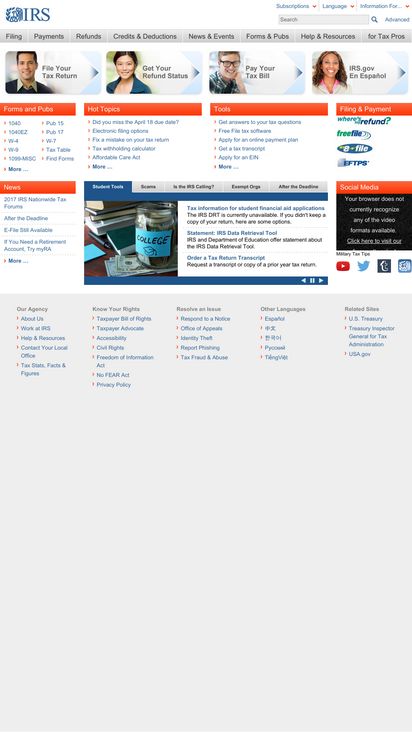 Subscriptions Language Information For...
IRS
Search Advanced
Filing Payments Refunds Credits & Deductions News & Events Forms & Pubs Help & Resources for Tax Pros
File Your
Tax Return
Get Your
Refund Status
Pay Your
Tax Bill
IRS.gov
En Español
Forms and Pubs
1040 Pub 15
1040EZ Pub 17
W-4 W-7
W-9 Tax Table
1099-MISC Find Forms
More ...
Hot Topics
Did you miss the April 18 due date?
Electronic filing options
Fix a mistake on your tax return
Tax withholding calculator
Affordable Care Act
More ...
Tools
Get answers to your tax questions
Free File tax software
Apply for an online payment plan
Get a tax transcript
Apply for an EIN
More ...
Filing & Payment
where's my refund?
freefile
e-file
EFTPS
News
2017 IRS Nationwide Tax
Forums
After the Deadline
E-File Still Available
If You Need a Retirement
Account, Try myRA
More ...
Student Tools Scams Is the IRS Calling? Exempt Orgs After the Deadline
COLLEGE
Tax information for student financial aid applications
The IRS DRT is currently unavailable. If you didn't keep a
copy of your return, here are some options.
Statement: IRS Data Retrieval Tool
IRS and Department of Education offer statement about
the IRS Data Retrieval Tool.
Order a Tax Return Transcript
Request a transcript copy of a prior year tax return.
Social Media
Your browser does not
currently recognize
any of the video
formats available.
Click here to visit our
Military Tax Tips
Our Agency
About Us
Work at IRS
Help & Resources
Contact Your Local
Office
Tax Stats, Facts &
Figures
Know Your Rights
Taxpayer Bill of Rights
Taxpayer Advocate
Accessibility
Civil Rights
Freedom of Information
Act
No FEAR Act
Privacy Policy
Resolve an Issue
Respond to a Notice
Office of Appeals
Identity Theft
Report Phishing
Tax Fraud & Abuse
Other Languages
Español
中文
한국어
Русский
TiếngViệt
Related Sites
U.S. Treasury
Treasury Inspector
General for Tax
Administration
USA.gov